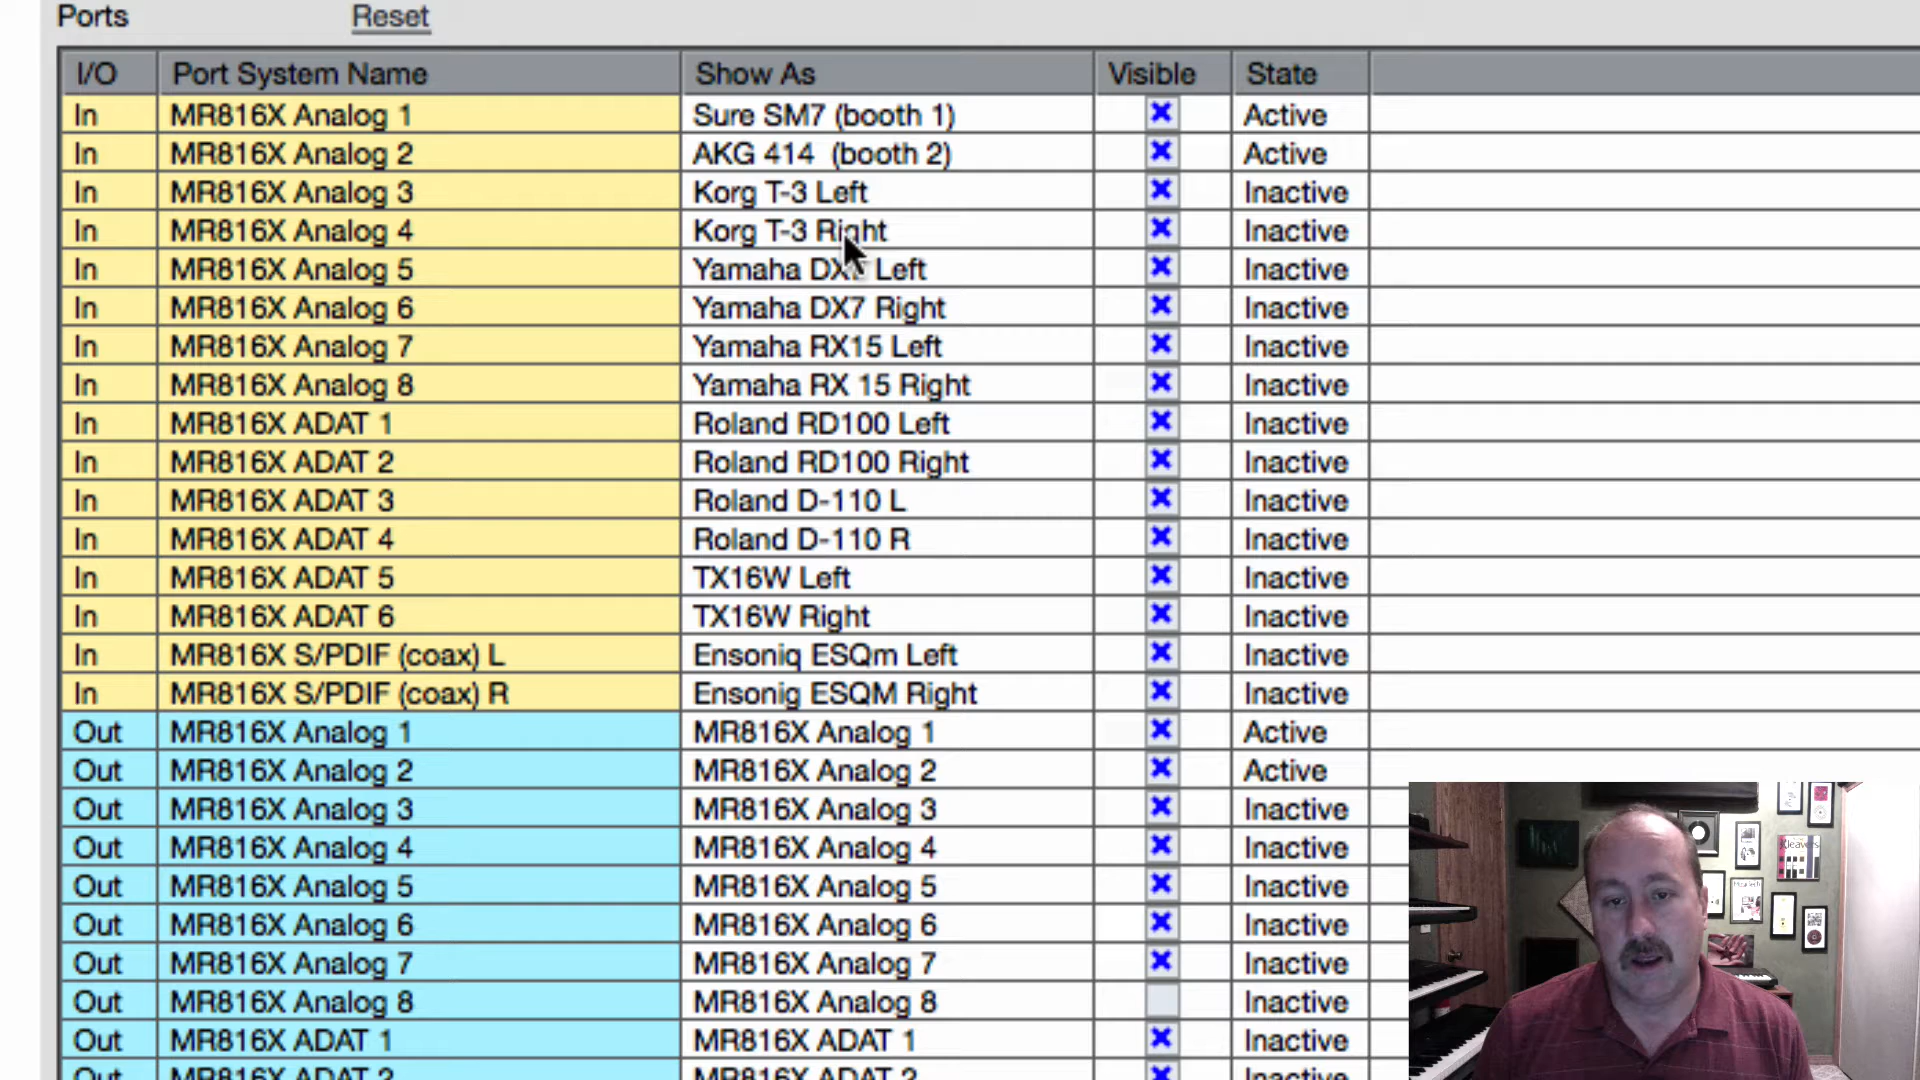 Ports Reset
I/O Port System Name Show As Visible State
In MR816X Analog 1 Sure SM7 (booth 1) Active
In MR816X Analog 2 AKG 414 (booth 2) Active
In MR816X Analog 3 Korg T-3 Left Inactive
In MR816X Analog 4 Korg T-3 Right Inactive
In MR816X Analog 5 Yamaha Left Inactive
In MR816X Analog 6 Yamaha DX7 Right Inactive
In MR816X Analog 7 Yamaha RX15 Left Inactive
In MR816X Analog 8 Yamaha RX 15 Right Inactive
In MR816X ADAT 1 Roland RD100 Left Inactive
In MR816X ADAT 2 Roland RD100 Right Inactive
In MR816X ADAT 3 Roland D-110 L Inactive
In MR816X ADAT 4 Roland D-110 R Inactive
In MR816X ADAT 5 TX16W Left Inactive
In MR816X ADAT 6 TX16W Right Inactive
In MR816X S/PDIF (coax) L Ensoniq ESQm Left Inactive
In MR816X S/PDIF (coax) R Ensonig ESQM Right Inactive
Out MR816X Analog 1 MR816X Analog 1 Active
Out MR816X Analog 2 MR816X Analog 2 Active
Out MR816X Analog 3 MR816X Analog 3 Inactive
Out MR816X Analog 4 MR816X Analog 4 Inactive
Out MR816X Analog 5 MR816X Analog 5 Inactive
Out MR816X Analog 6 MR816X Analog 6 Inactive
Out MR816X Analog 7 MR816X Analog 7 Inactive
Out MR816X Analog 8 MR816X Analog 8 Inactive
Out MR816X ADAT 1 MR816X ADAT 1 Inactive
Out MR816X ADAT 2 MR816X ADAT 2 Inactive